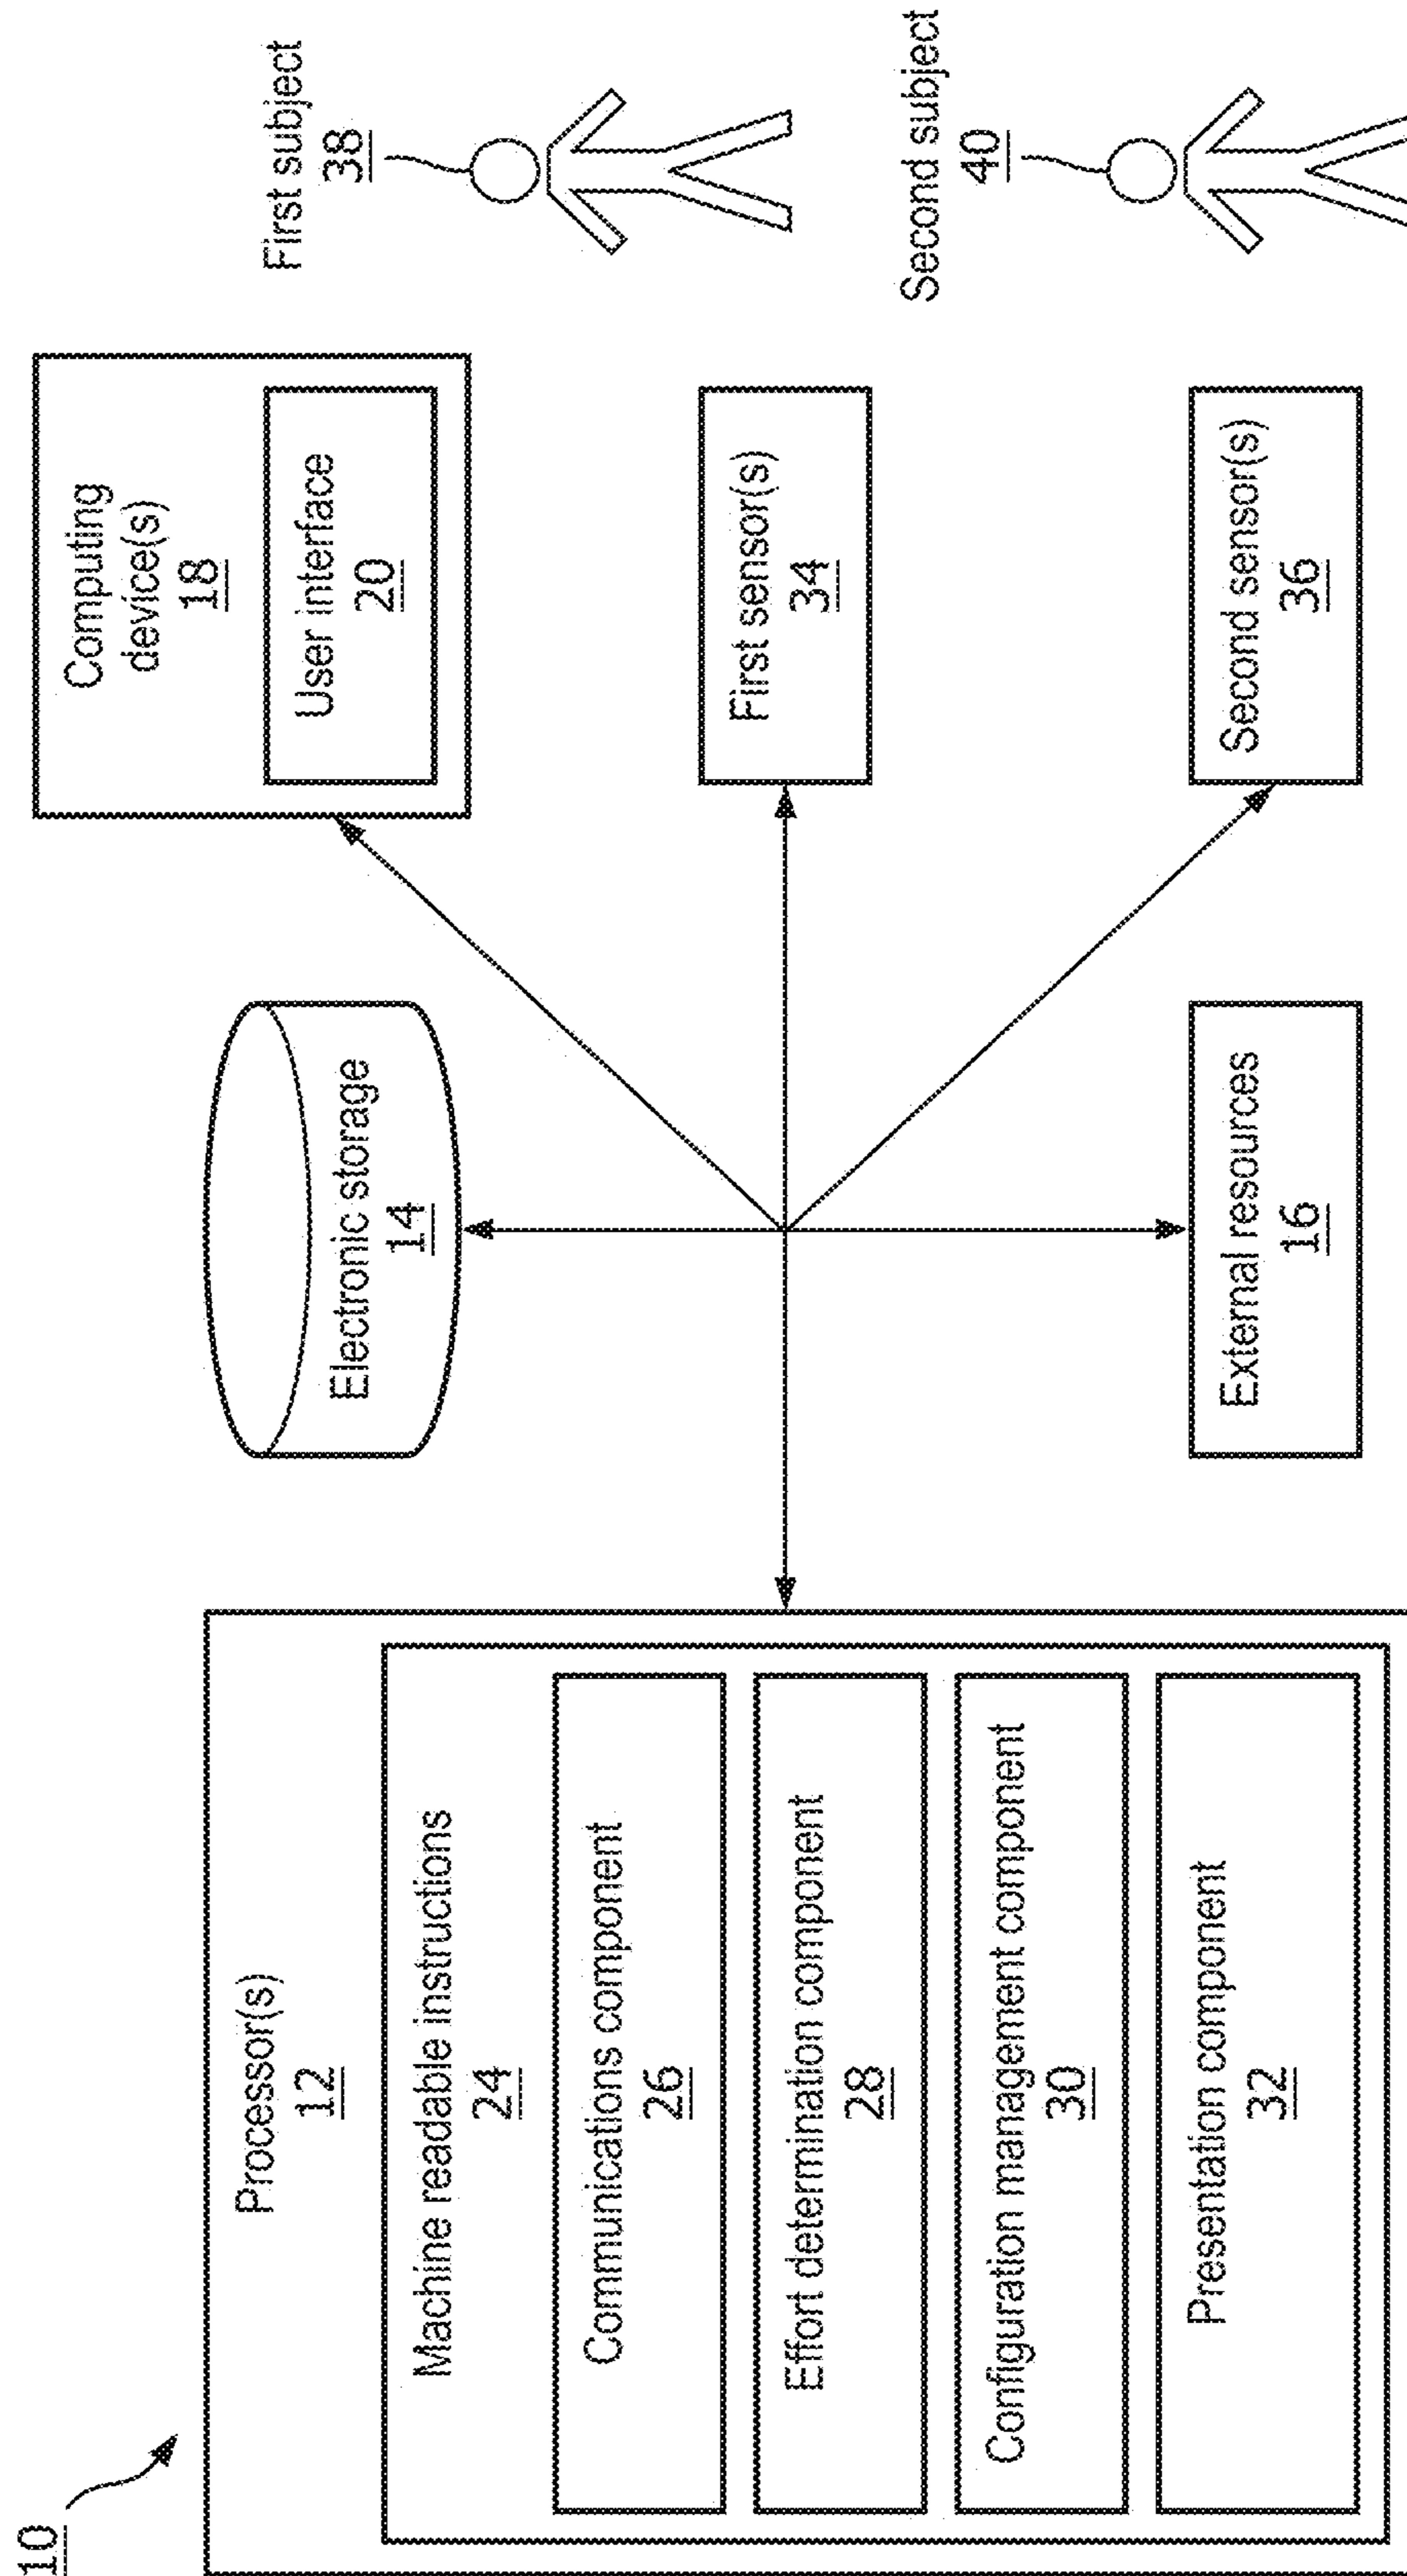 10
Processor(s)
12
Machine readable instructions
24
Communications component
26
Effort determination component
28
Configuration management component
30
Presentation component
32
Electronic storage
14
External resources
16
Computing
device(s)
18
User interface
20
First sensor(s)
34
Second sensor(s)
36
First subject
38
Second subject
40